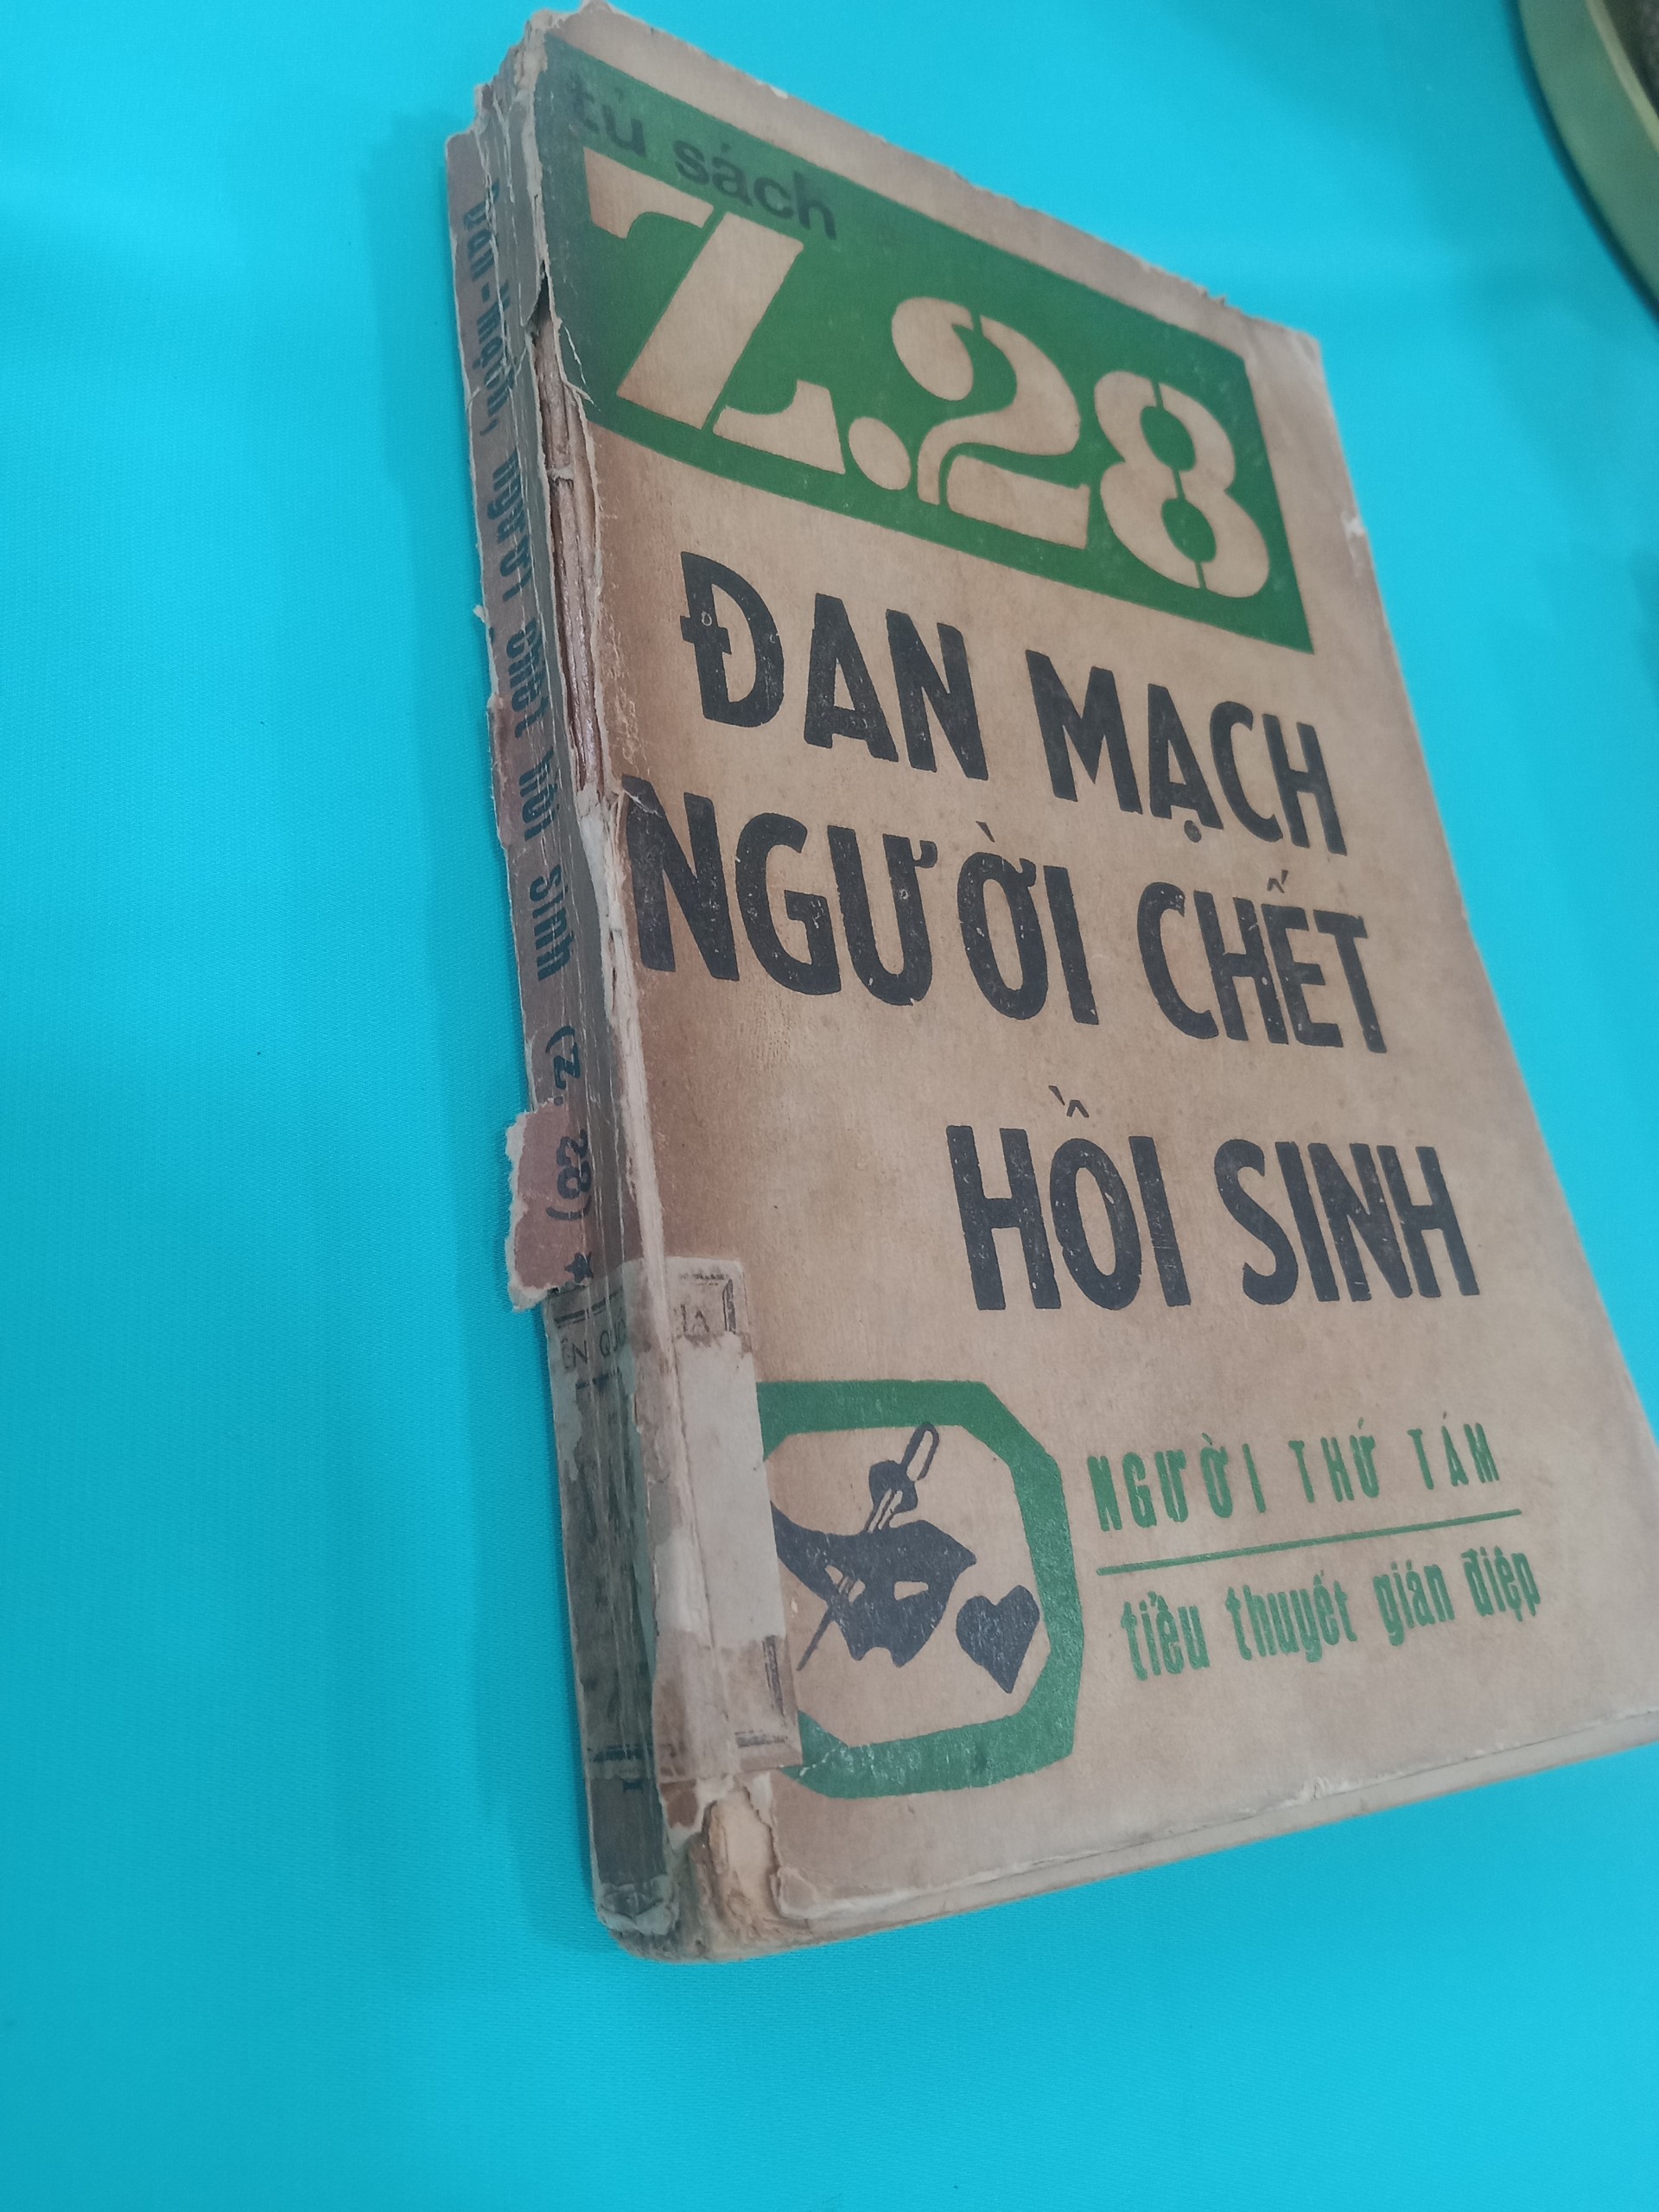 tủ sách
Z.28
ĐAN MẠCH
NGƯỜI CHẾT
HỒI SINH
NGƯỜI THỨ TÁM
tiểu thuyết gián điệp
Đan-Mạch, người chết hồi sinh (Z.28) ★